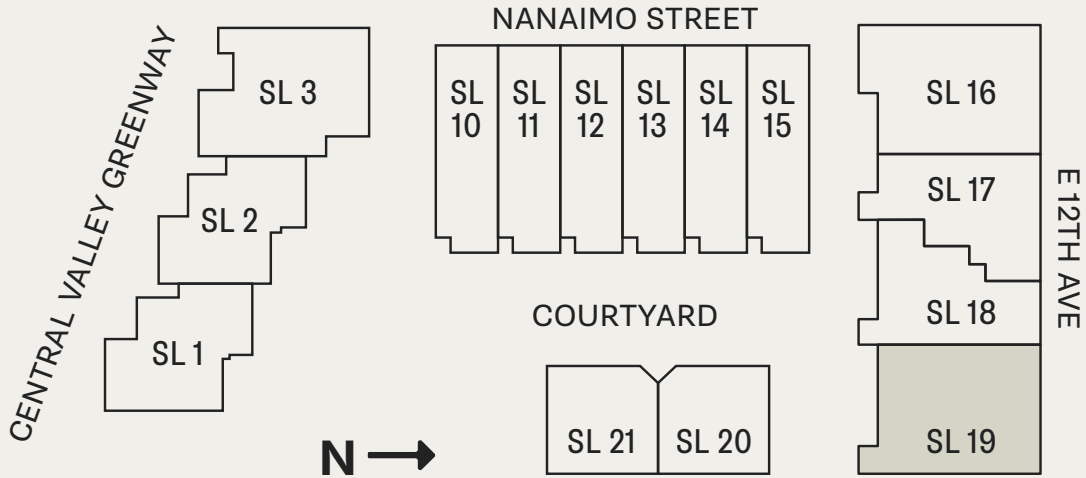 NANAIMO STREET
CENTRAL VALLEY GREENWAY
SL 3
SL
10
SL
11
SL
12
SL
13
SL
14
SL
15
SL 16
SL 2
SL 17
E 12TH AVE
COURTYARD
SL 18
SL 1
SL 21
SL 20
SL 19
N